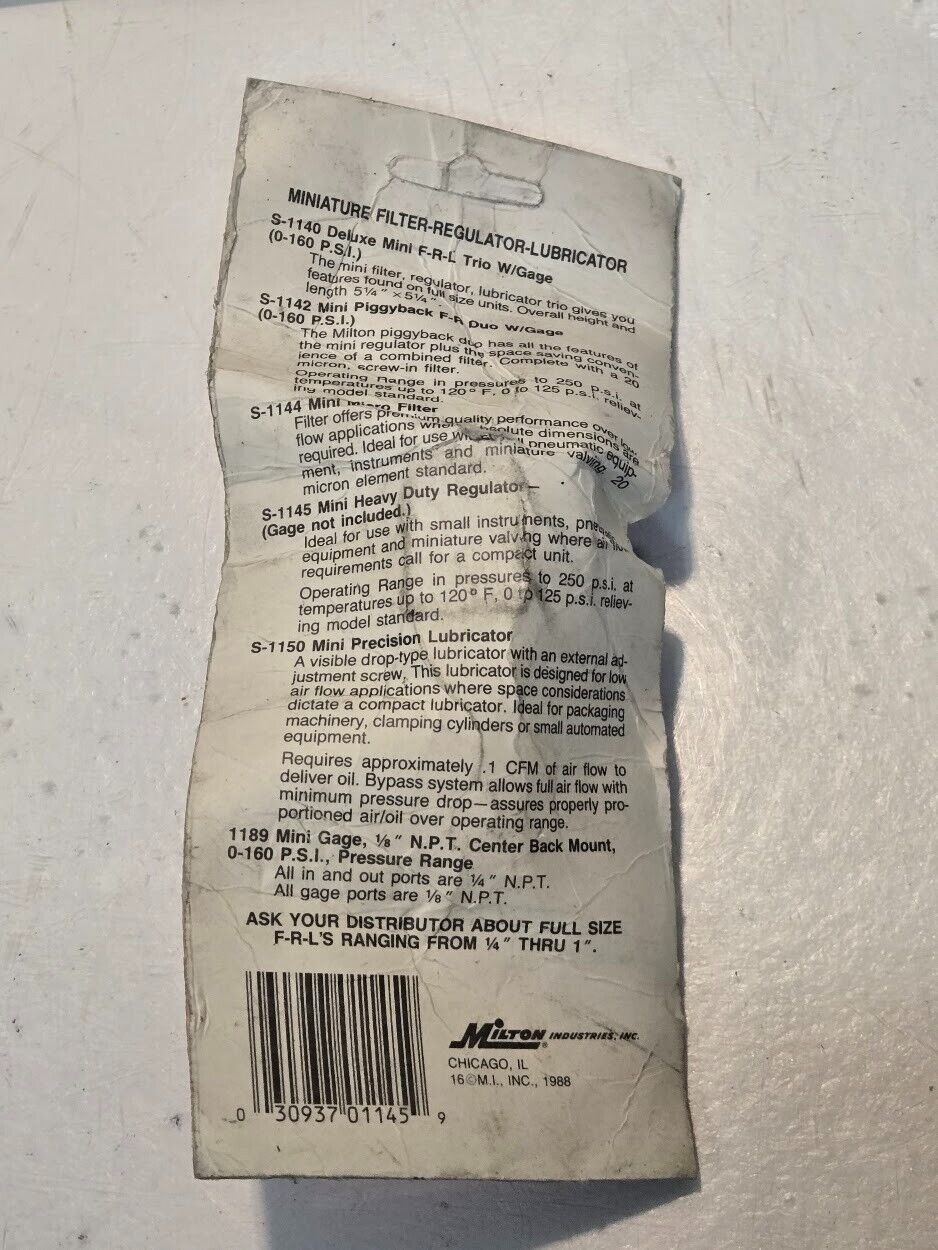 MINIATURE FILTER-REGULATOR-LUBRICATOR
S-1140 Deluxe Mini F-R-L Trio W/Gage
(0-160 P.S.I.)
The mini filter, regulator, lubricator trio gives you
features found on full size units. Overall height and
length 5¼" × 5¼".
S-1142 Mini Piggyback F-R Duo W/Gage
(0-160 P.S.I.)
The Milton piggyback duo has all the features of
the mini regulator plus the space saving conven-
ience of a combined filter. Complete with a 20
micron, screw-in filter.
Operating Range in pressures to 250 p.s.i. at
temperatures up to 120° F, 0 to 125 p.s.i. reliev-
ing model standard.
S-1144 Mini Micro Filter
Filter offers premium quality performance over low
flow applications when absolute dimensions are
required. Ideal for use pneumatic equip-
ment, instruments and miniature valving 20
micron element standard.
S-1145 Mini Heavy Duty Regulator—
(Gage not included.)
Ideal for use with small instruments,
equipment and miniature valving where air
requirements call for a compact unit.
Operating Range in pressures to 250 p.s.i. at
temperatures up to 120° F, 0 to 125 p.s.i. reliev-
ing model standard.
S-1150 Mini Precision Lubricator
A visible drop-type lubricator with an external ad-
justment screw, This lubricator is designed for low
air flow applications where space considerations
dictate a compact lubricator. Ideal for packaging
machinery, clamping cylinders or small automated
equipment.
Requires approximately .1 CFM of air flow to
deliver oil. Bypass system allows full air flow with
minimum pressure drop—assures properly pro-
portioned air/oil over operating range.
1189 Mini Gage, ⅛" N.P.T. Center Back Mount,
0-160 P.S.I., Pressure Range
All in and out ports are ¼" N.P.T.
All gage ports are ⅛" N.P.T.
ASK YOUR DISTRIBUTOR ABOUT FULL SIZE
F-R-L'S RANGING FROM ¼" THRU 1".
MILTON® INDUSTRIES, INC.
CHICAGO, IL
16©M.I., INC., 1988
0 30937 01145 9